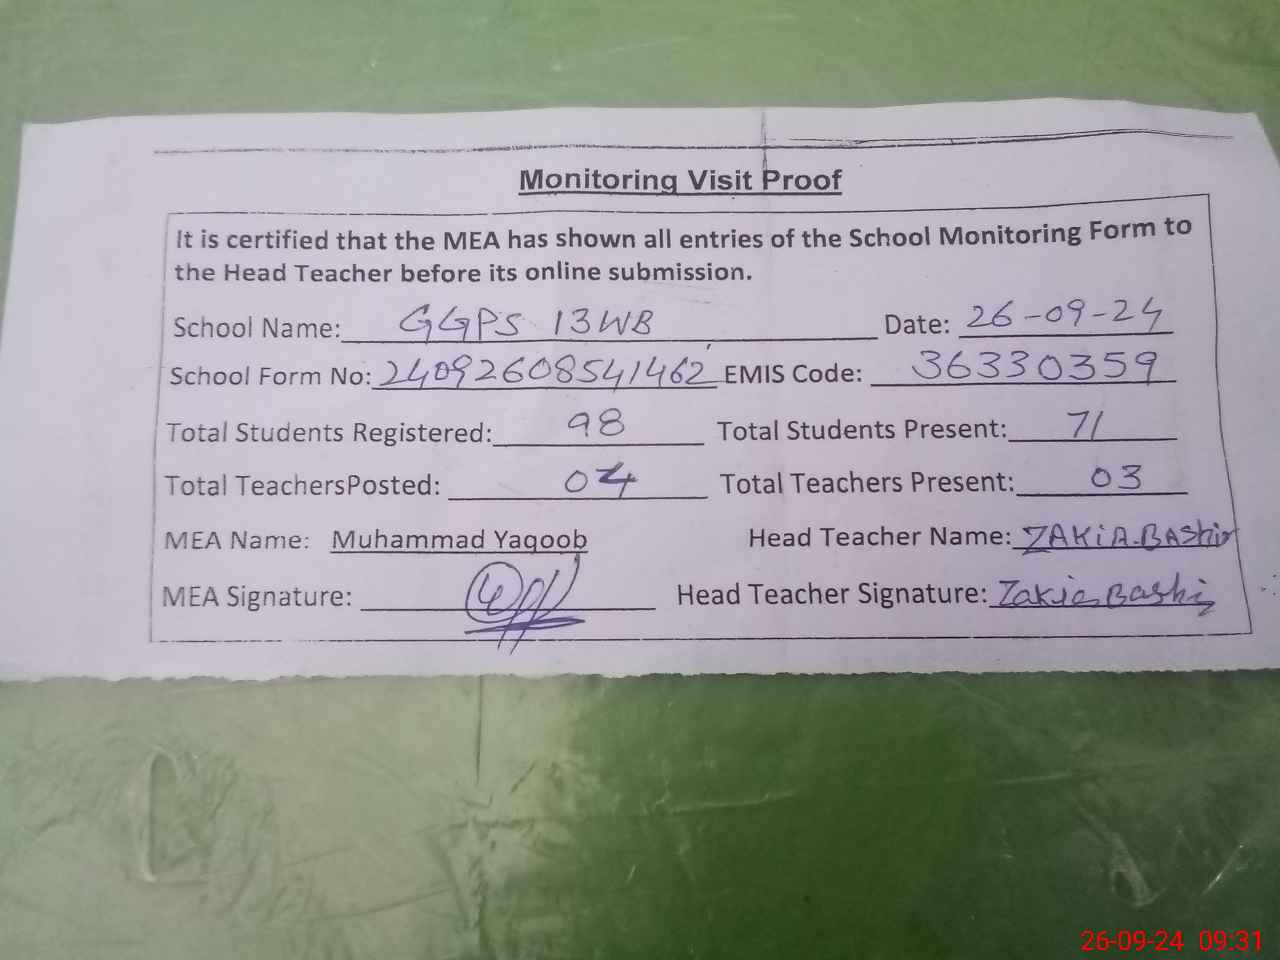 Monitoring Visit Proof
It is certified that the MEA has shown all entries of the School Monitoring Form to
the Head Teacher before its online submission.
School Name: GGPS 13WB Date: 26-09-24
School Form No: 24092608541462 EMIS Code: 36330359
Total Students Registered: 98 Total Students Present: 71
Total TeachersPosted: 04 Total Teachers Present: 03
MEA Name: Muhammad Yaqoob Head Teacher Name: ZAKiA.BAShir
MEA Signature: Head Teacher Signature: Zakia Bashir
26-09-24 09:31